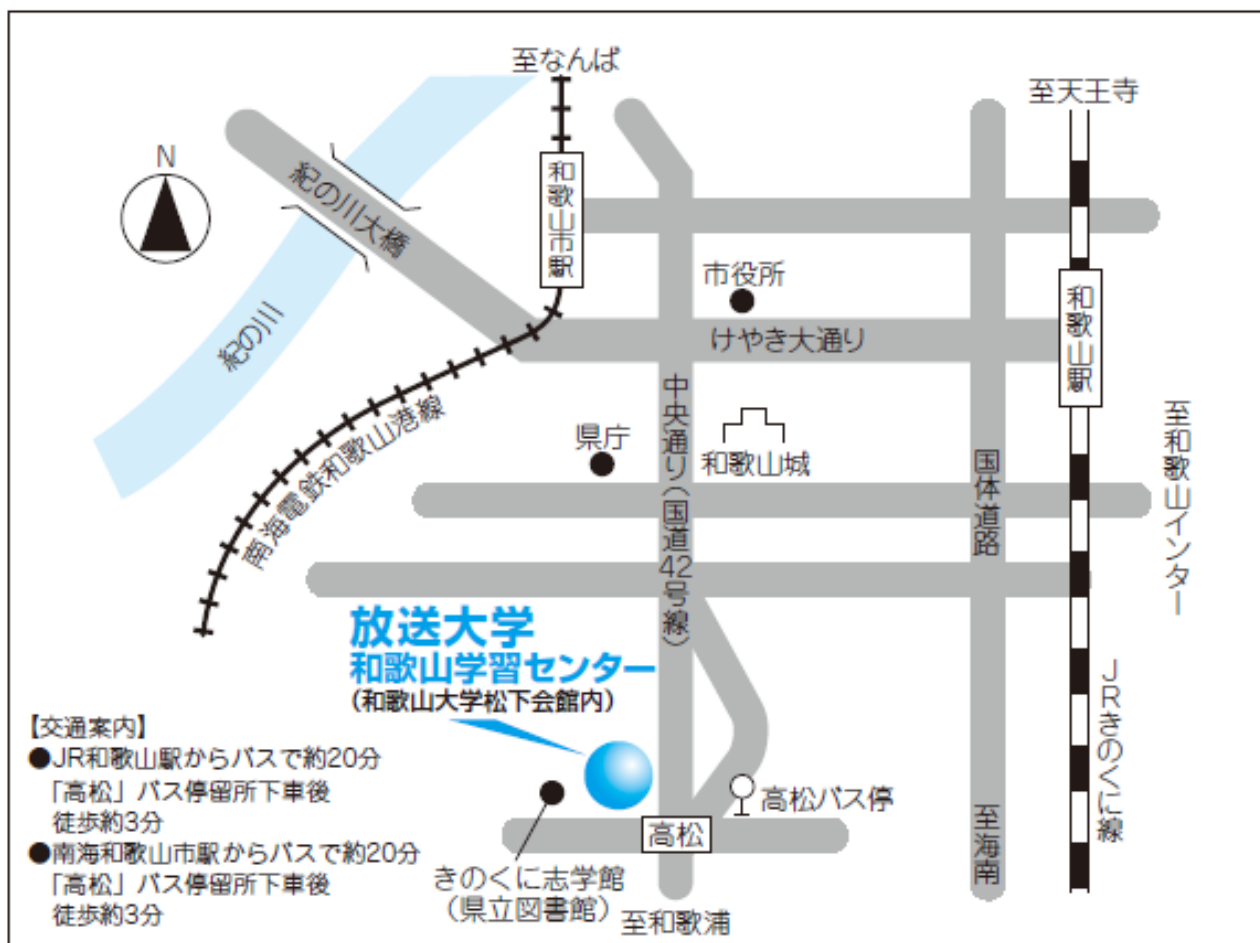 至なんば
至天王寺
N
紀の川大橋
和歌山市駅
市役所
紀の川
けやき大通り
和歌山駅
南海電鉄和歌山港線
中央通り(国道42号線)
県庁
和歌山城
国体道路
至和歌山インター
放送大学
和歌山学習センター
(和歌山大学松下会館内)
JRきのくに線
【交通案内】
●JR和歌山駅からバスで約20分
「高松」バス停留所下車後
徒歩約3分
●南海和歌山市駅からバスで約20分
「高松」バス停留所下車後
徒歩約3分
高松バス停
高松
至海南
きのくに志学館
(県立図書館)
至和歌浦